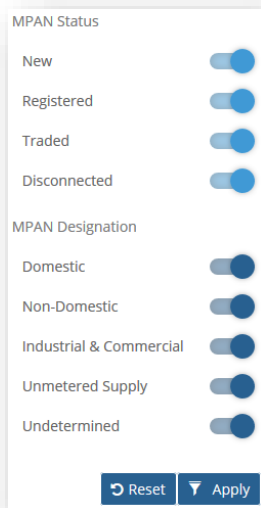 MPAN Status
New
Registered
Traded
Disconnected
MPAN Designation
Domestic
Non-Domestic
Industrial & Commercial
Unmetered Supply
Undetermined
Reset Apply